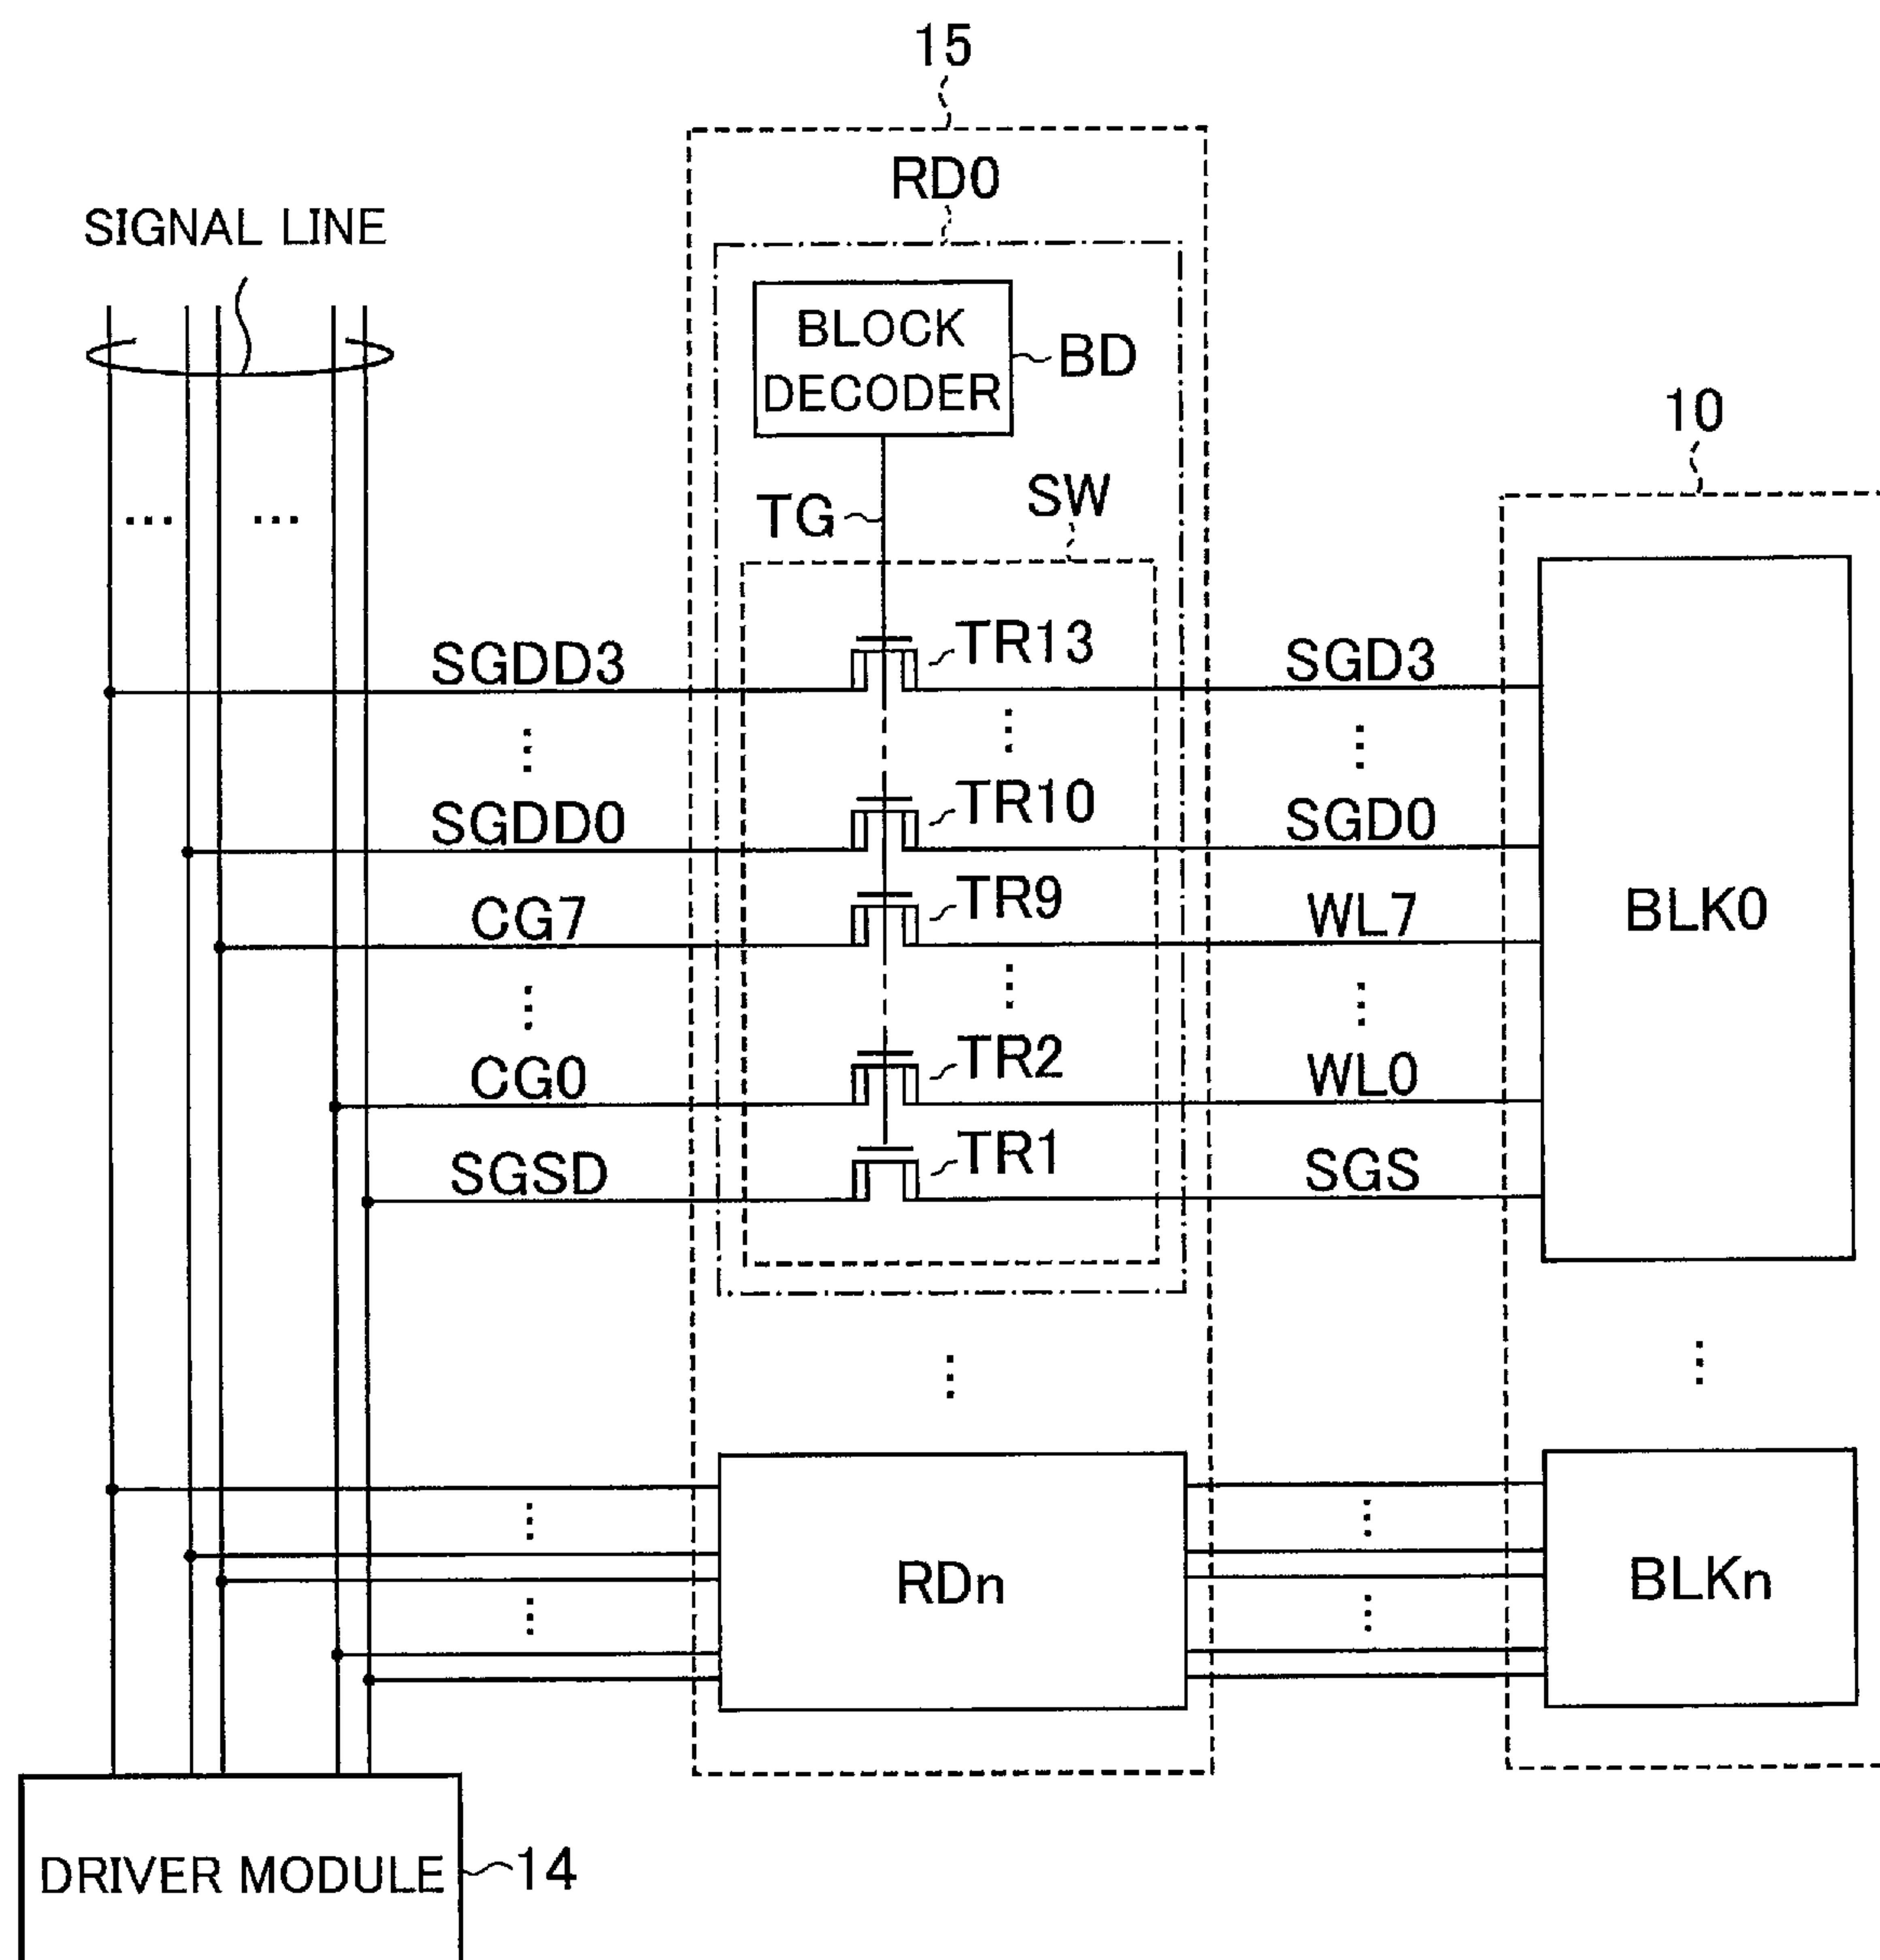 15
RD0
SIGNAL LINE
BLOCK
DECODER
BD
10
TG
SW
... ...
SGDD3
TR13
SGD3
SGDD0
TR10
SGD0
CG7
TR9
WL7
BLK0
CG0
TR2
WL0
SGSD
TR1
SGS
RDn
BLKn
DRIVER MODULE
14